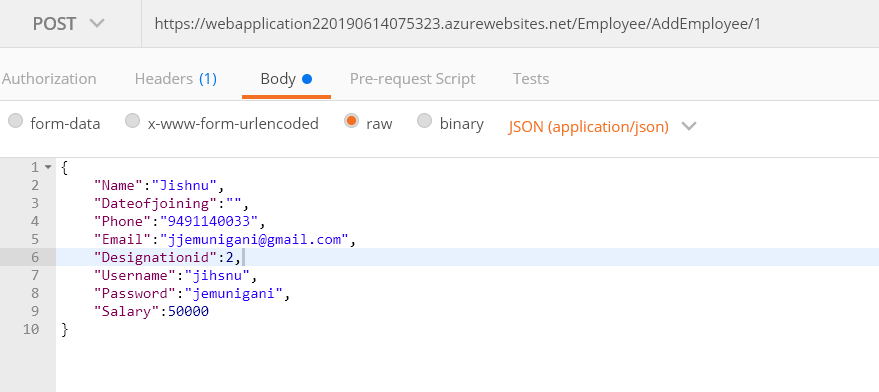 POST https://webapplication220190614075323.azurewebsites.net/Employee/AddEmployee/1
Authorization Headers (1) Body Pre-request Script Tests
form-data x-www-form-urlencoded raw binary JSON (application/json)
1 {
2 "Name":"Jishnu",
3 "Dateofjoining":"",
4 "Phone":"9491140033",
5 "Email":"jjemunigani@gmail.com",
6 "Designationid":2,
7 "Username":"jihsnu",
8 "Password":"jemunigani",
9 "Salary":50000
10 }